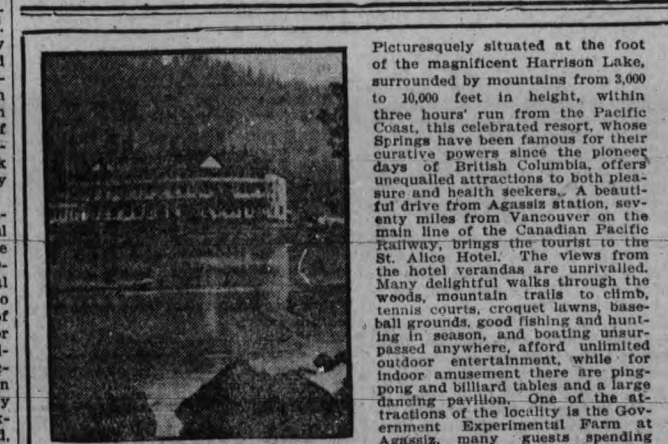 Picturesquely situated at the foot
of the magnificent Harrison Lake,
surrounded by mountains from 3,000
to 10,000 feet in height, within
three hours' run from the Pacific
Coast, this celebrated resort, whose
Springs have been famous for their
curative powers since the pioneer
days of British Columbia, offers
unequalled attractions to both plea-
sure and health seekers. A beauti-
ful drive from Agassiz station, sev-
enty miles from Vancouver on the
main line of the Canadian Pacific
Railway, brings the tourist to the
St. Alice Hotel. The views from
the hotel verandas are unrivalled.
Many delightful walks through the
woods, mountain trails to climb,
tennis courts, croquet lawns, base-
ball grounds, good fishing and hunt-
ing in season, and boating unsur-
passed anywhere, afford unlimited
outdoor entertainment, while for
indoor amusement there are ping-
pong and billiard tables and a large
dancing pavilion. One of the at-
tractions of the locality is the Gov-
ernment Experimental Farm at
Agassiz, many guests spending